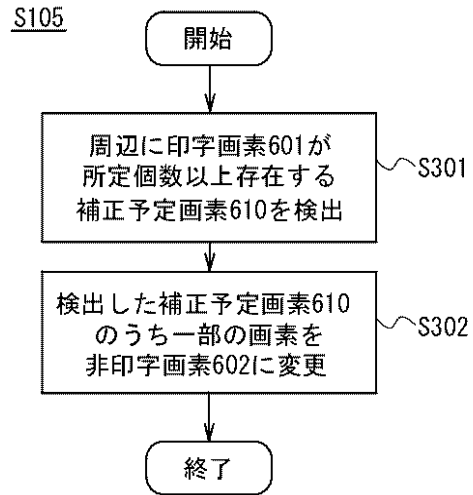 S105
開始
周辺に印字画素601が
所定個数以上存在する
補正予定画素610を検出
S301
検出した補正予定画素610
のうち一部の画素を
非印字画素602に変更
S302
終了